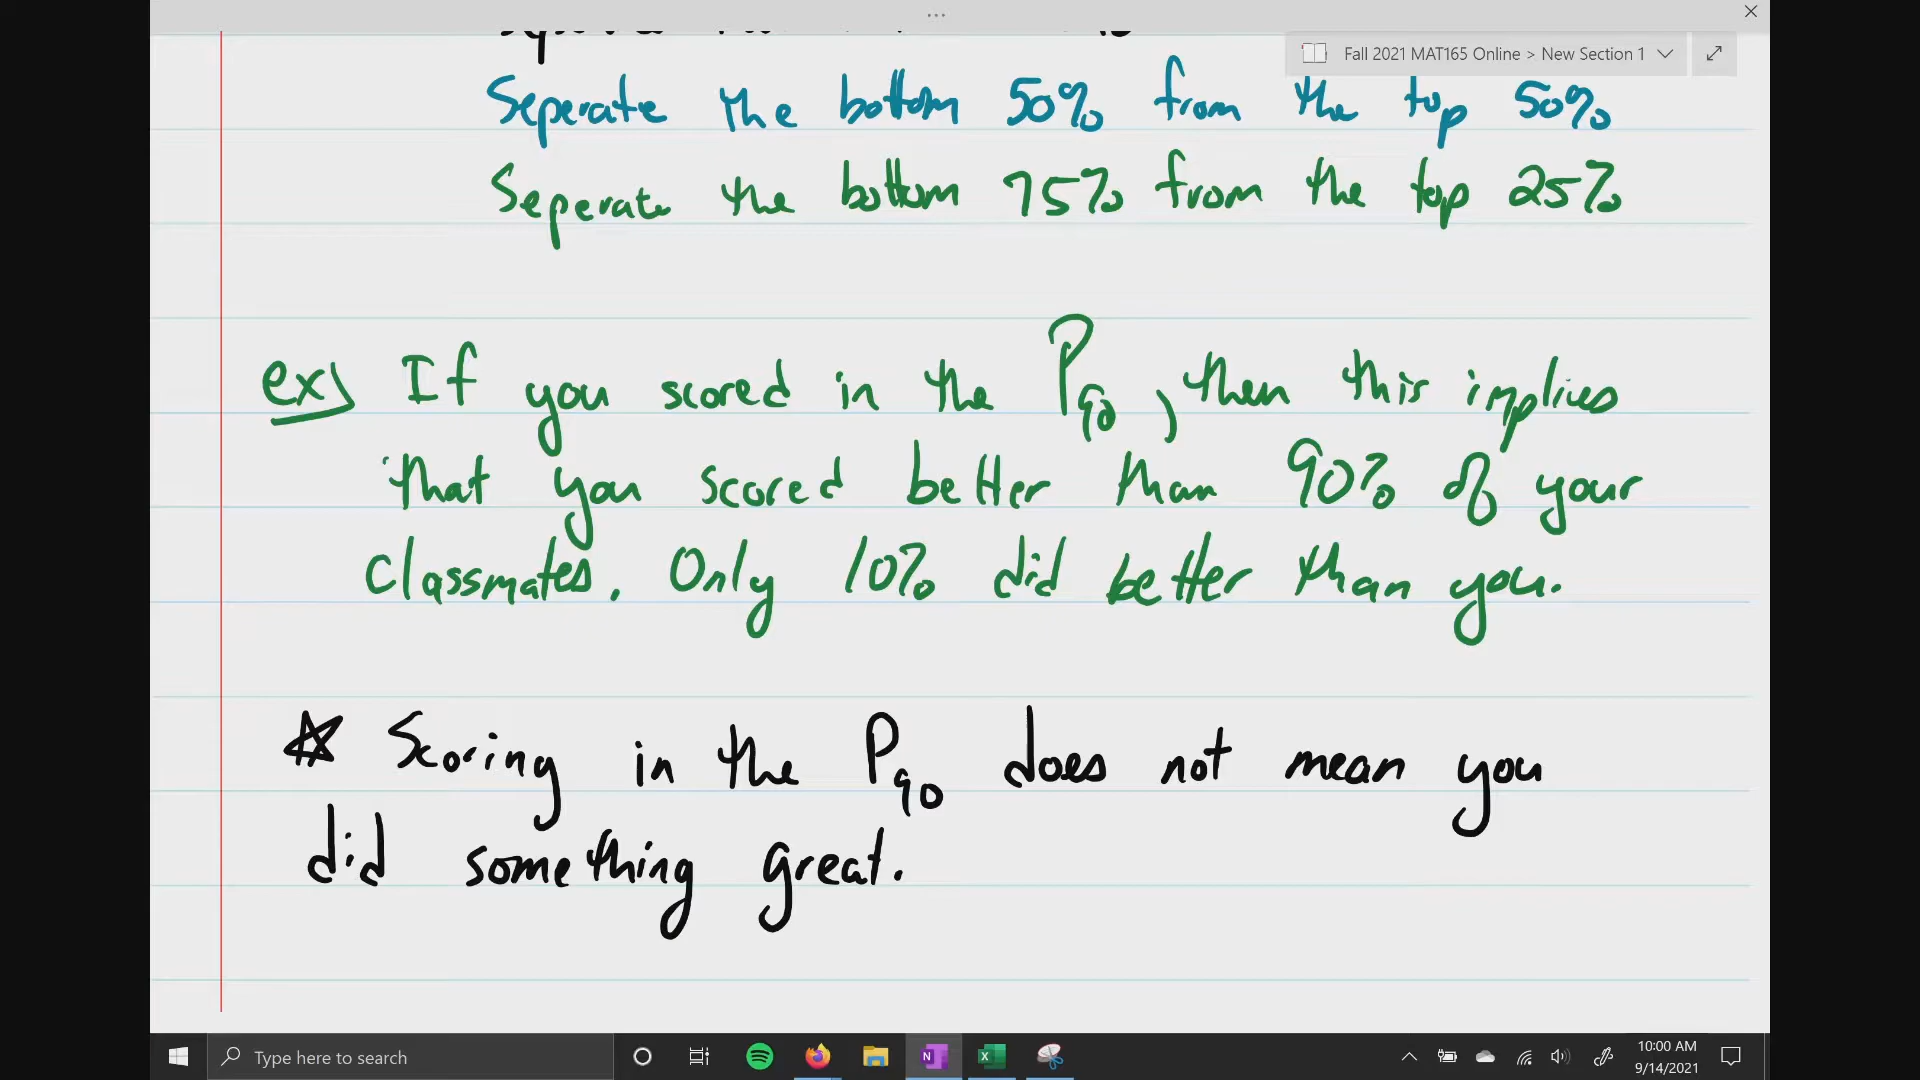 Fall 2021 MAT165 Online > New Section 1
Seperate the bottom 50% from the top 50%
Seperate the bottom 75% from the top 25%
ex) If you scored in the P90, then this implies
that you scored better than 90% of your
classmates. Only 10% did better than you.
☆ Scoring in the P90 does not mean you
did something great.
Type here to search
10:00 AM
9/14/2021